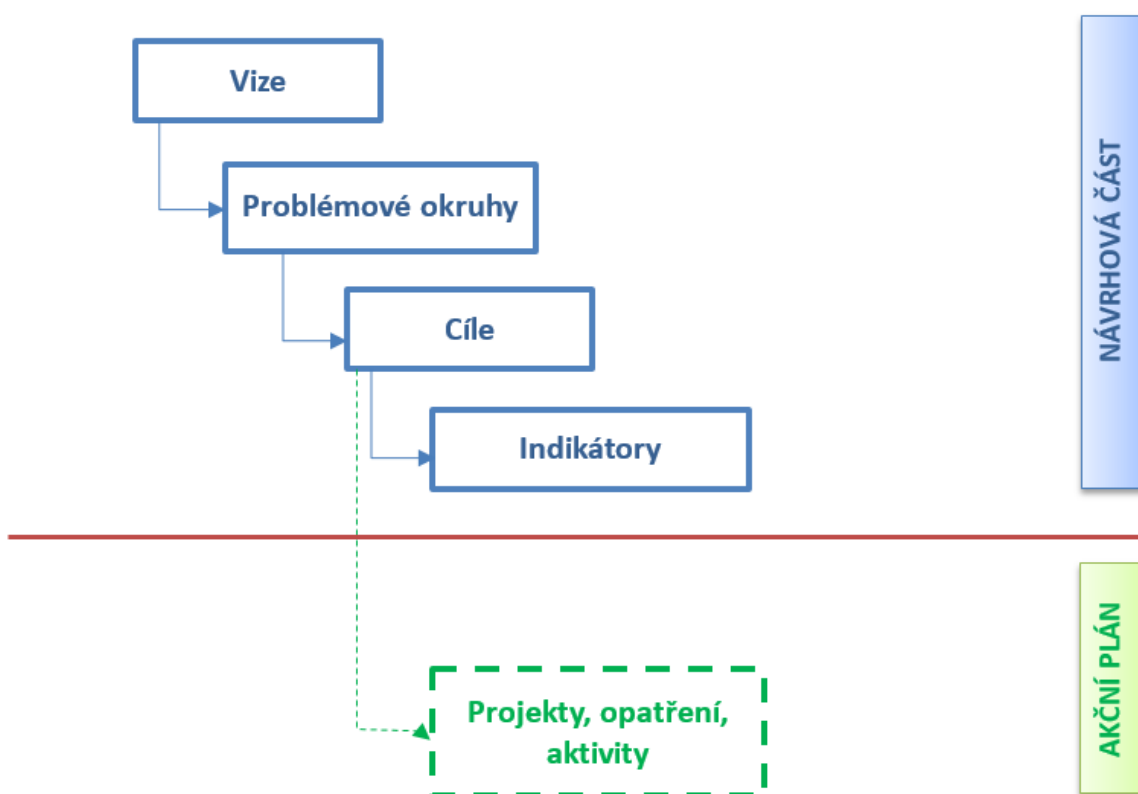 Vize
Problémové okruhy
Cíle
Indikátory
NÁVRHOVÁ ČÁST
Projekty, opatření,
aktivity
AKČNÍ PLÁN